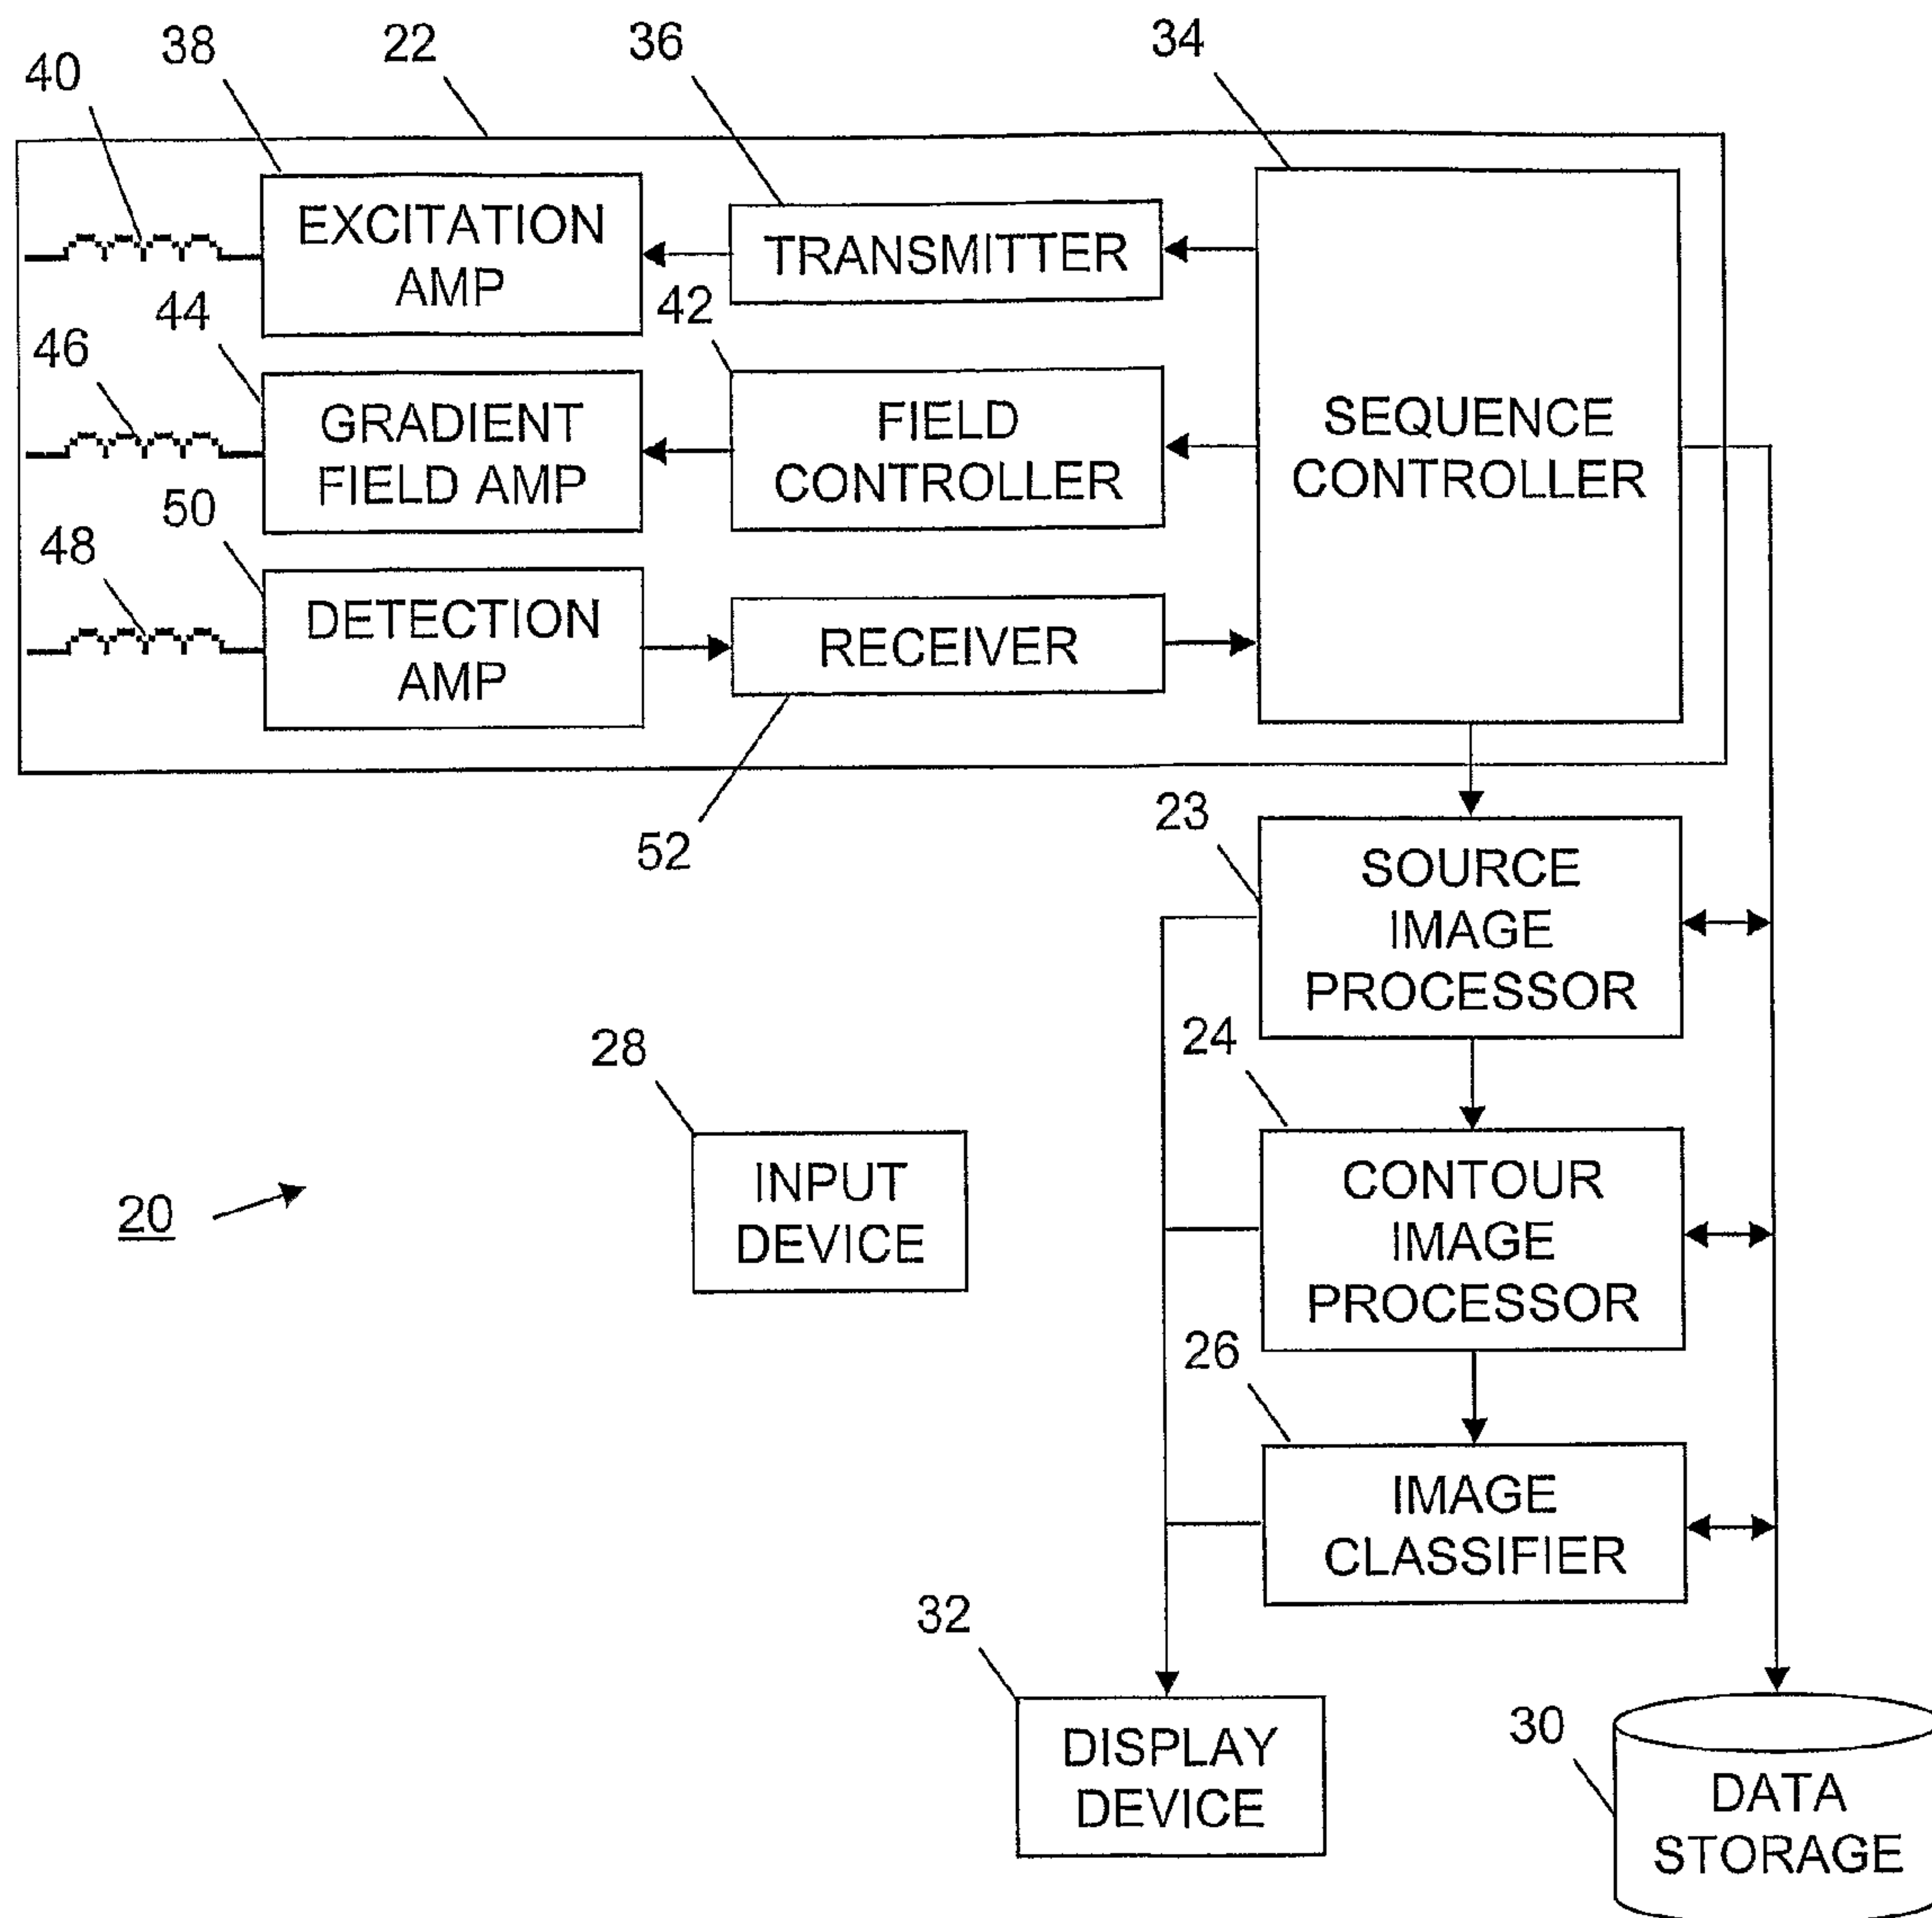 38
22
36
34
40
EXCITATION
AMP
TRANSMITTER
44
42
46
GRADIENT
FIELD AMP
FIELD
CONTROLLER
SEQUENCE
CONTROLLER
50
48
DETECTION
AMP
RECEIVER
52
23
SOURCE
IMAGE
PROCESSOR
24
28
INPUT
DEVICE
20
CONTOUR
IMAGE
PROCESSOR
26
IMAGE
CLASSIFIER
32
DISPLAY
DEVICE
30
DATA
STORAGE